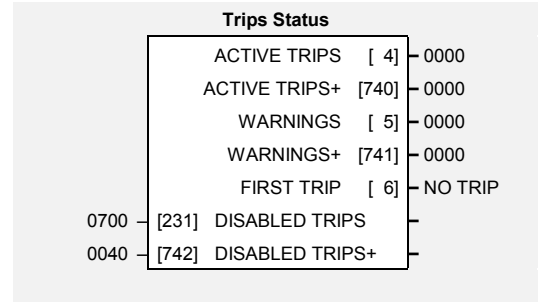 Trips Status
ACTIVE TRIPS [ 4] 0000
ACTIVE TRIPS+ [740] 0000
WARNINGS [ 5] 0000
WARNINGS+ [741] 0000
FIRST TRIP [ 6] NO TRIP
0700 [231] DISABLED TRIPS
0040 [742] DISABLED TRIPS+